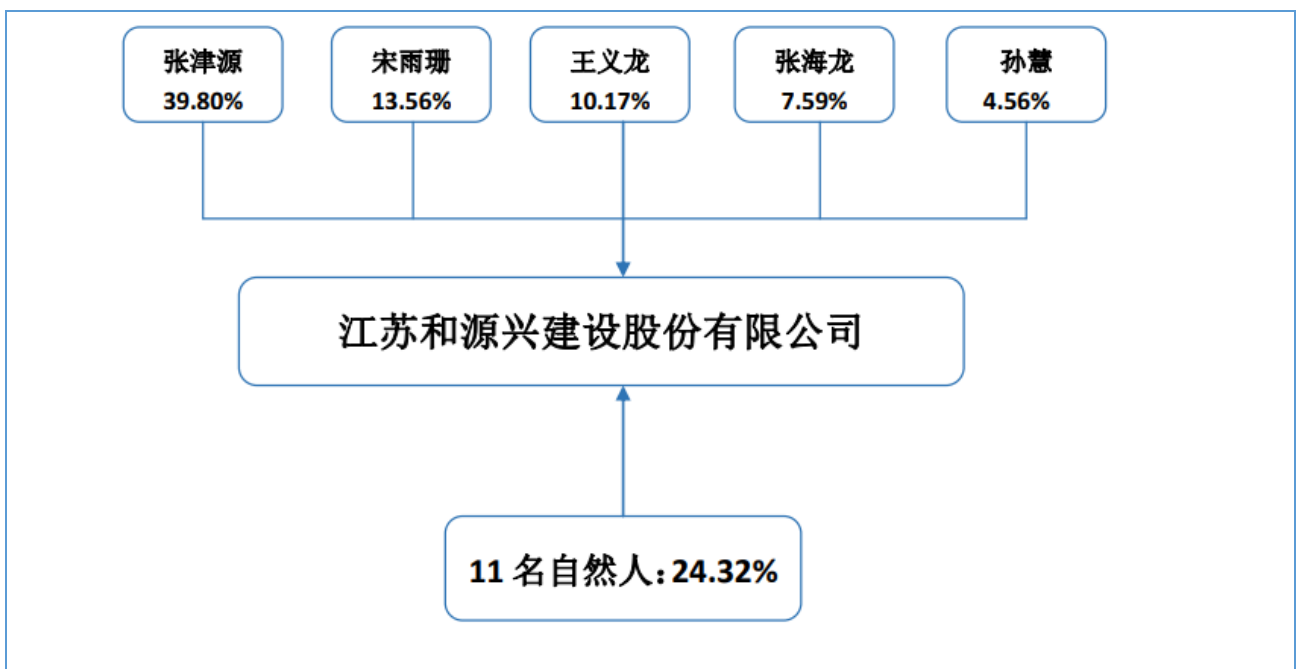 张津源
39.80%
宋雨珊
13.56%
王义龙
10.17%
张海龙
7.59%
孙慧
4.56%
江苏和源兴建设股份有限公司
11 名自然人：24.32%